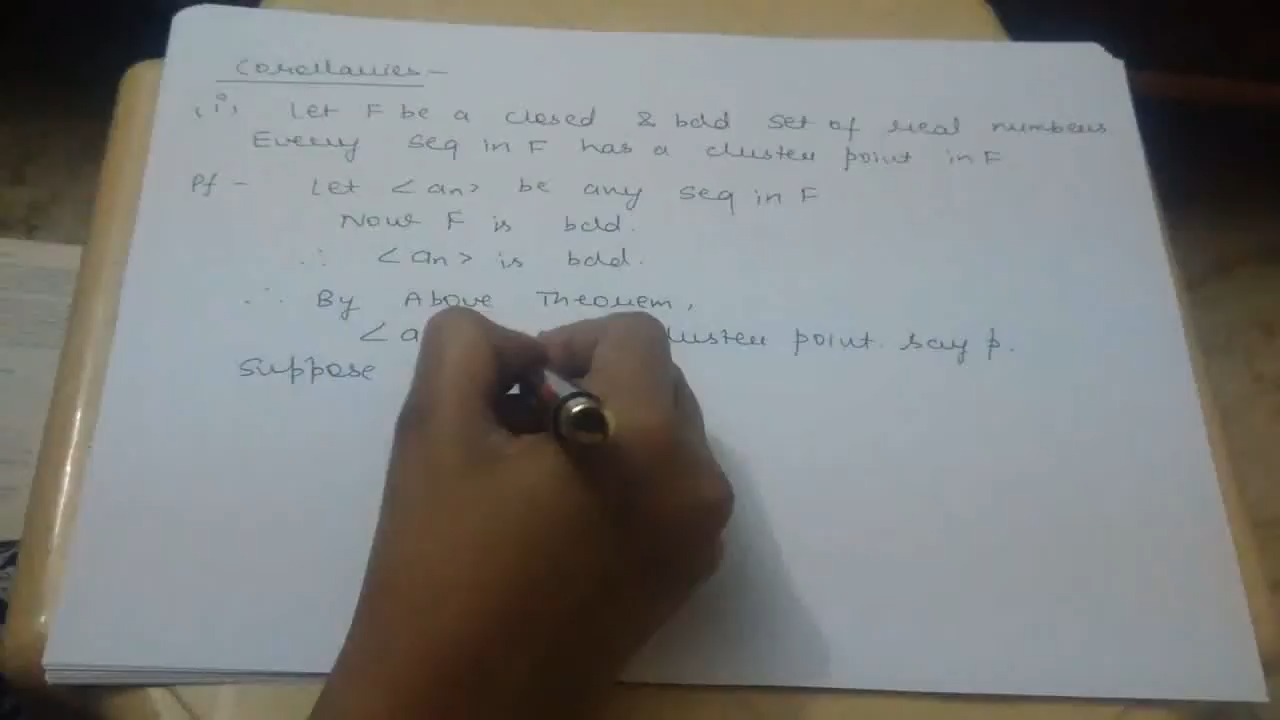 Corollaries -
(i) Let F be a closed & bdd set of real numbers
Every seq in F has a cluster point in F
Pf - Let <an> be any seq in F
Now F is bdd.
∴ <an> is bdd.
∴ By Above Theorem,
<a luster point. say p.
Suppose